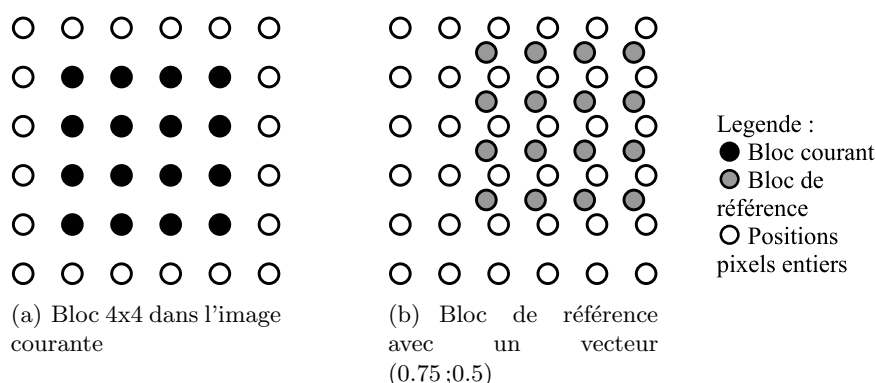 Legende :
Bloc courant
Bloc de
référence
Positions
pixels entiers
(a) Bloc 4x4 dans l'image
courante
(b) Bloc de référence
avec un vecteur
(0.75 ;0.5)